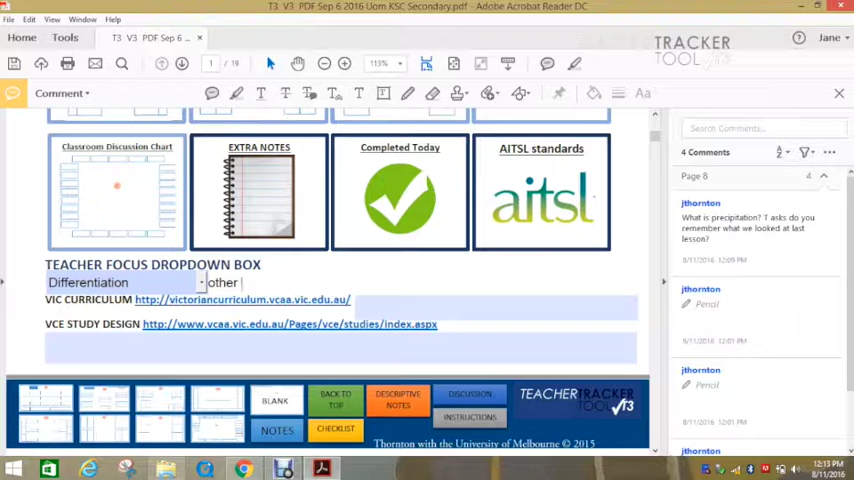 T3 V3 PDF Sep 6 2016 Uom KSC Secondary.pdf - Adobe Acrobat Reader DC
File Edit View Window Help
Home Tools T3 V3 PDF Sep 6 ... × Jane
TEACHER TRACKER TOOL T3
1 / 19 113%
Comment
Search Comments...
4 Comments
Page 8 4
jthornton
What is precipitation? T asks do you
remember what we looked at last
lesson?
8/11/2016 12:09 PM
jthornton
Pencil
8/11/2016 12:01 PM
jthornton
Pencil
8/11/2016 12:01 PM
jthornton
Classroom Discussion Chart
EXTRA NOTES
Completed Today
AITSL standards
aitsl
TEACHER FOCUS DROPDOWN BOX
Differentiation other
VIC CURRICULUM http://victoriancurriculum.vcaa.vic.edu.au/
VCE STUDY DESIGN http://www.vcaa.vic.edu.au/Pages/vce/studies/index.aspx
BLANK
NOTES
BACK TO
TOP
CHECKLIST
DESCRIPTIVE
NOTES
DISCUSSION
INSTRUCTIONS
TEACHERTRACKER
TOOL T3
Thornton with the University of Melbourne © 2015
12:13 PM
8/11/2016